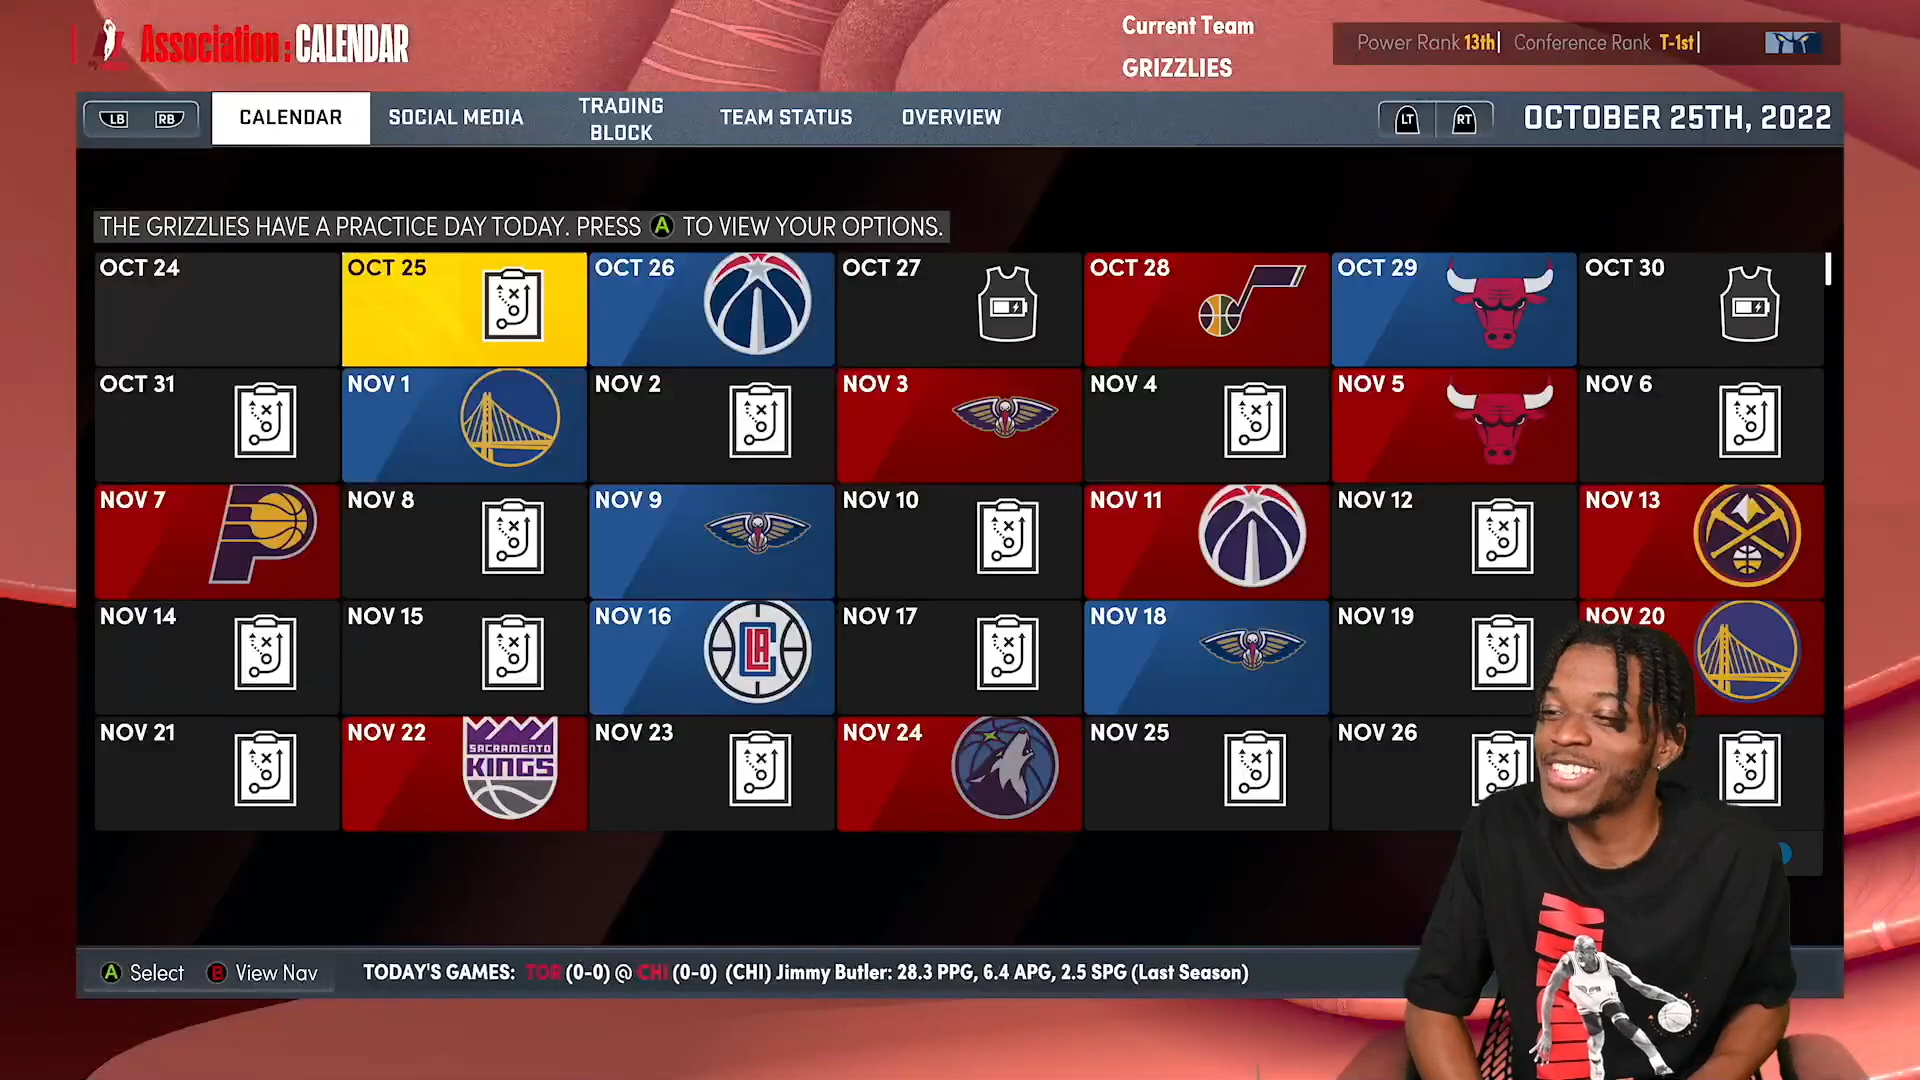 Association: CALENDAR
Current Team
GRIZZLIES
Power Rank 13th| Conference Rank T-1st|
LB RB CALENDAR SOCIAL MEDIA TRADING BLOCK TEAM STATUS OVERVIEW LT RT OCTOBER 25TH, 2022
THE GRIZZLIES HAVE A PRACTICE DAY TODAY. PRESS A TO VIEW YOUR OPTIONS.
OCT 24 OCT 25 OCT 26 OCT 27 OCT 28 OCT 29 OCT 30
OCT 31 NOV 1 NOV 2 NOV 3 NOV 4 NOV 5 NOV 6
NOV 7 NOV 8 NOV 9 NOV 10 NOV 11 NOV 12 NOV 13
NOV 14 NOV 15 NOV 16 LA NOV 17 NOV 18 NOV 19 NOV 20
NOV 21 NOV 22 SACRAMENTO KINGS NOV 23 NOV 24 NOV 25 NOV 26
A Select B View Nav TODAY'S GAMES: TOR (0-0) @ CHI (0-0) (CHI) Jimmy Butler: 28.3 PPG, 6.4 APG, 2.5 SPG (Last Season)